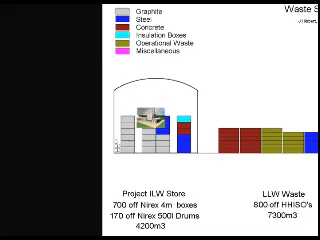 Waste S
Graphite
Steel
Concrete
Insulation Boxes
Operational Waste
Miscellaneous
Project ILW Store
700 off Nirex 4m boxes
170 off Nirex 500l Drums
4200m3
LLW Waste
800 off HHISO's
7300m3